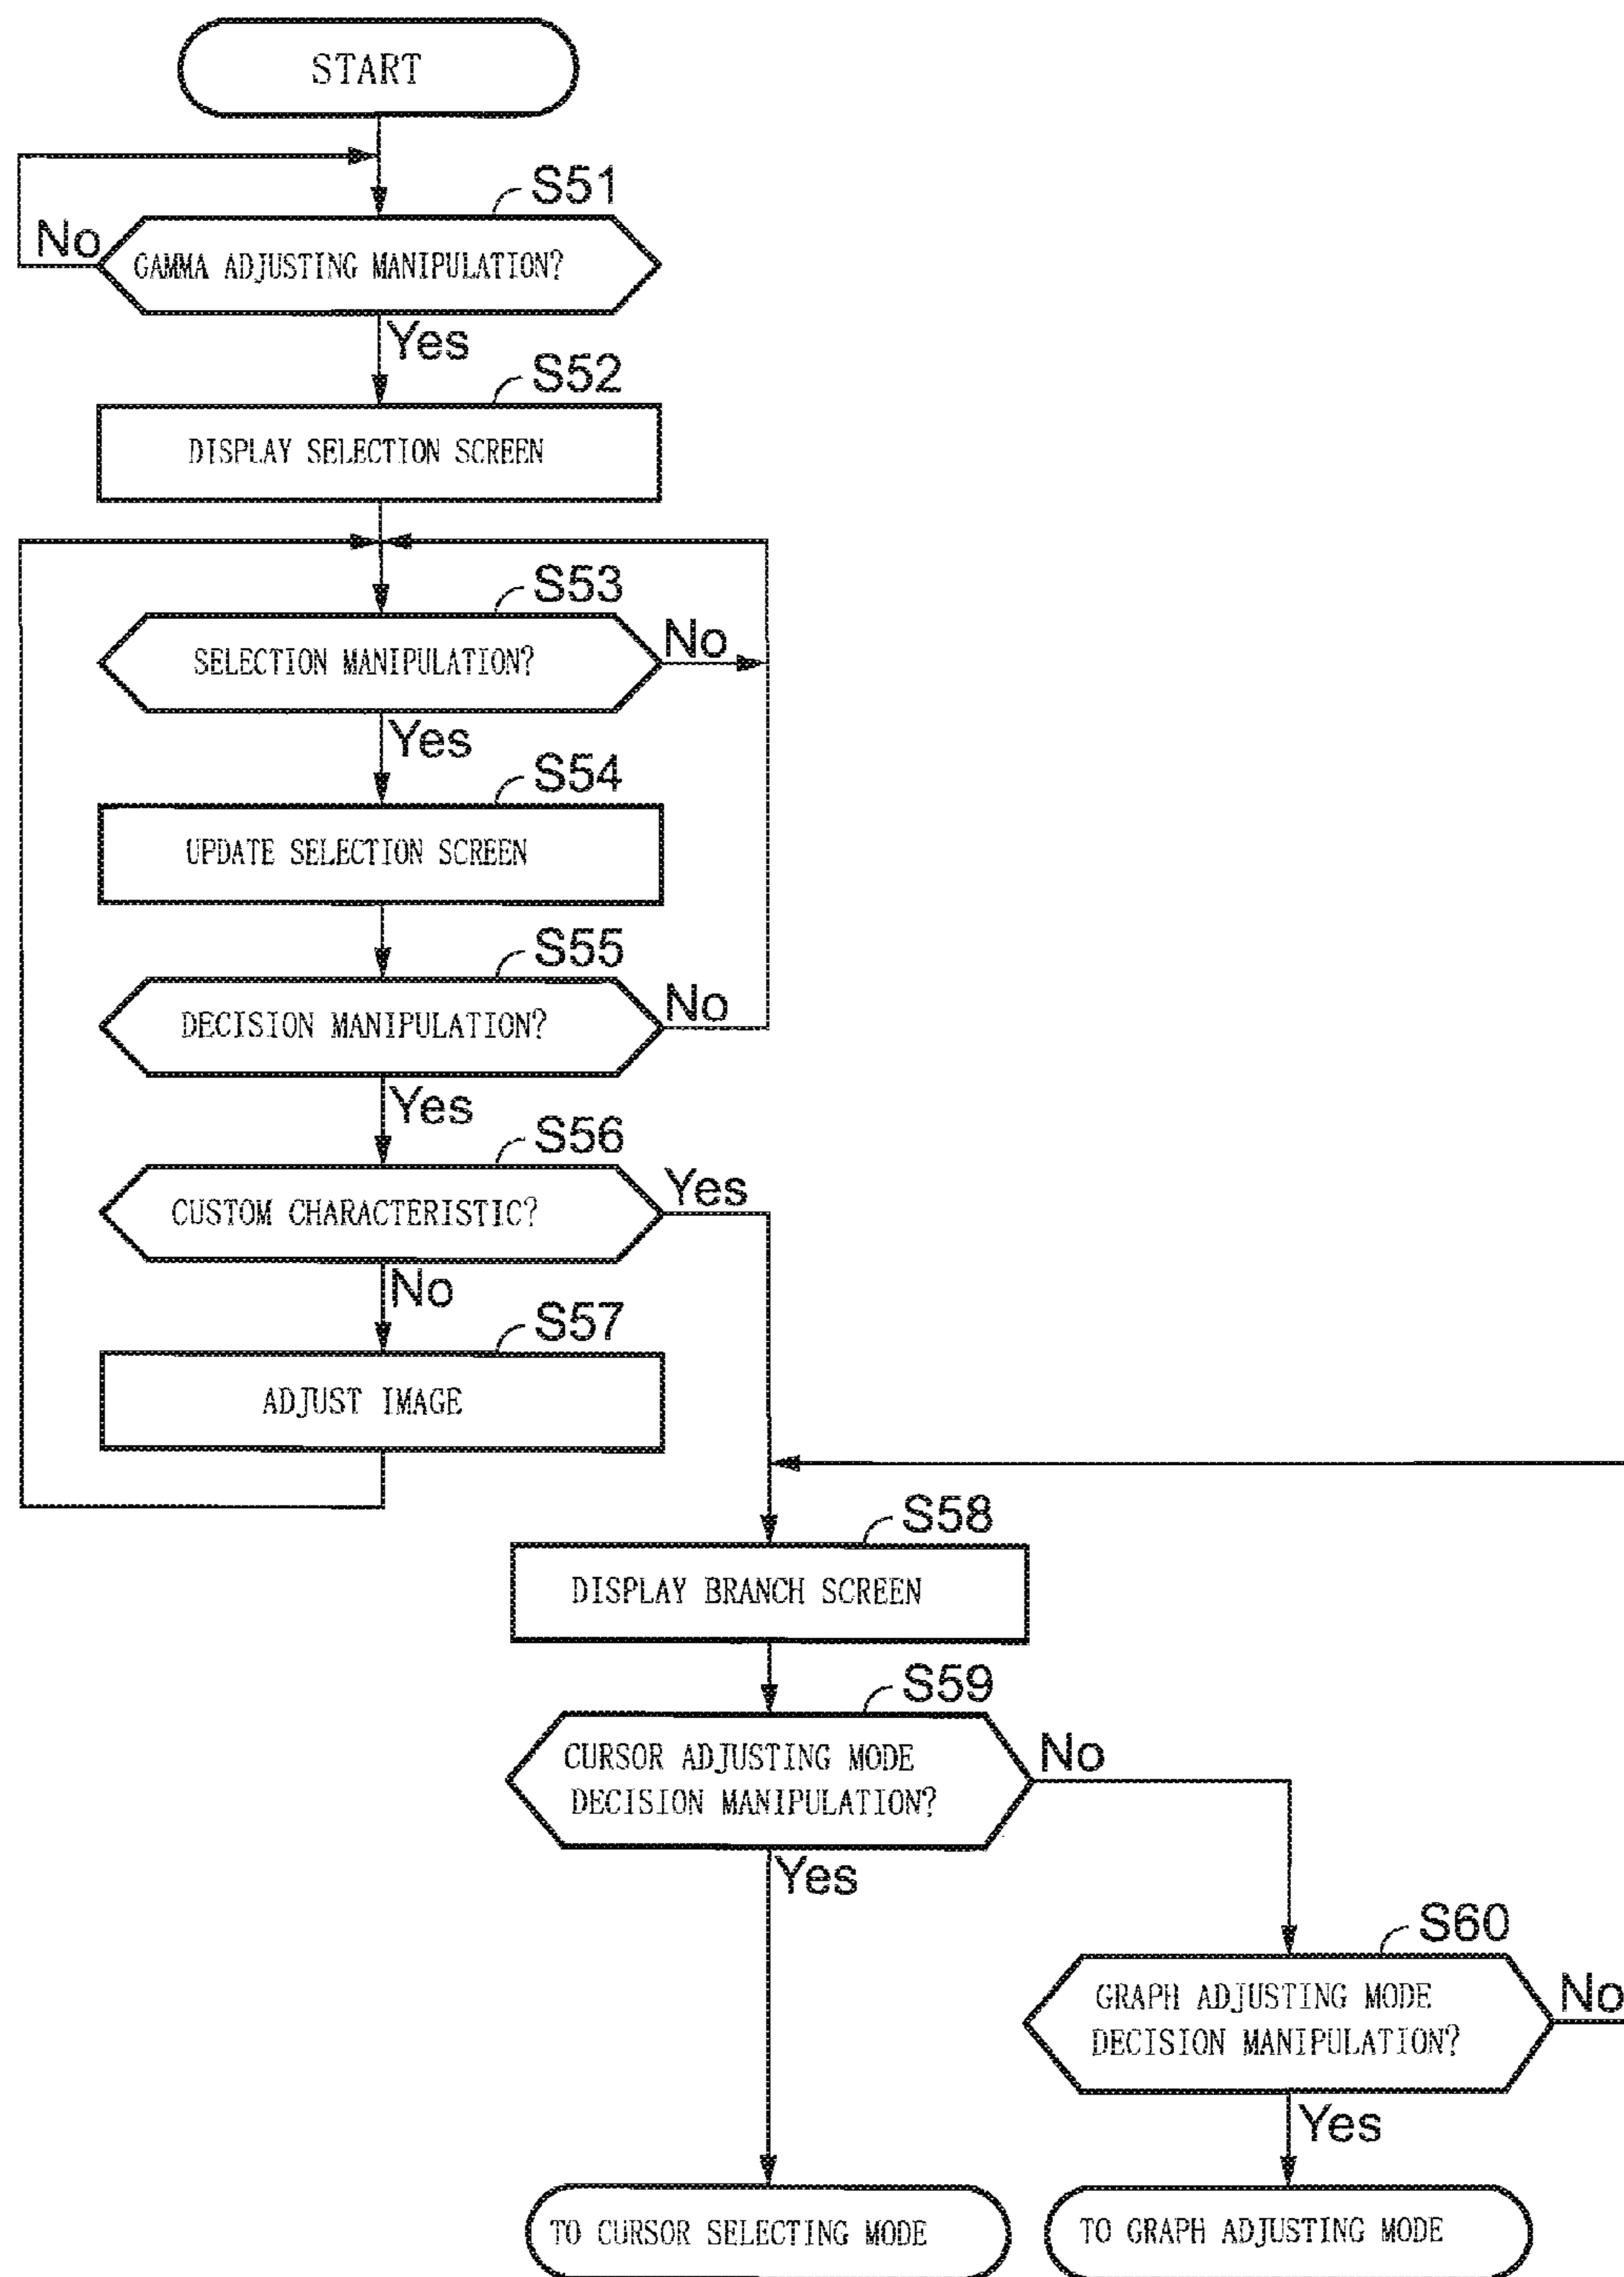 START
S51
No
GAMMA ADJUSTING MANIPULATION?
Yes
S52
DISPLAY SELECTION SCREEN
S53
SELECTION MANIPULATION?
No
Yes
S54
UPDATE SELECTION SCREEN
S55
DECISION MANIPULATION?
No
Yes
S56
CUSTOM CHARACTERISTIC?
Yes
No
S57
ADJUST IMAGE
S58
DISPLAY BRANCH SCREEN
S59
CURSOR ADJUSTING MODE
DECISION MANIPULATION?
No
Yes
S60
GRAPH ADJUSTING MODE
DECISION MANIPULATION?
No
Yes
TO CURSOR SELECTING MODE
TO GRAPH ADJUSTING MODE